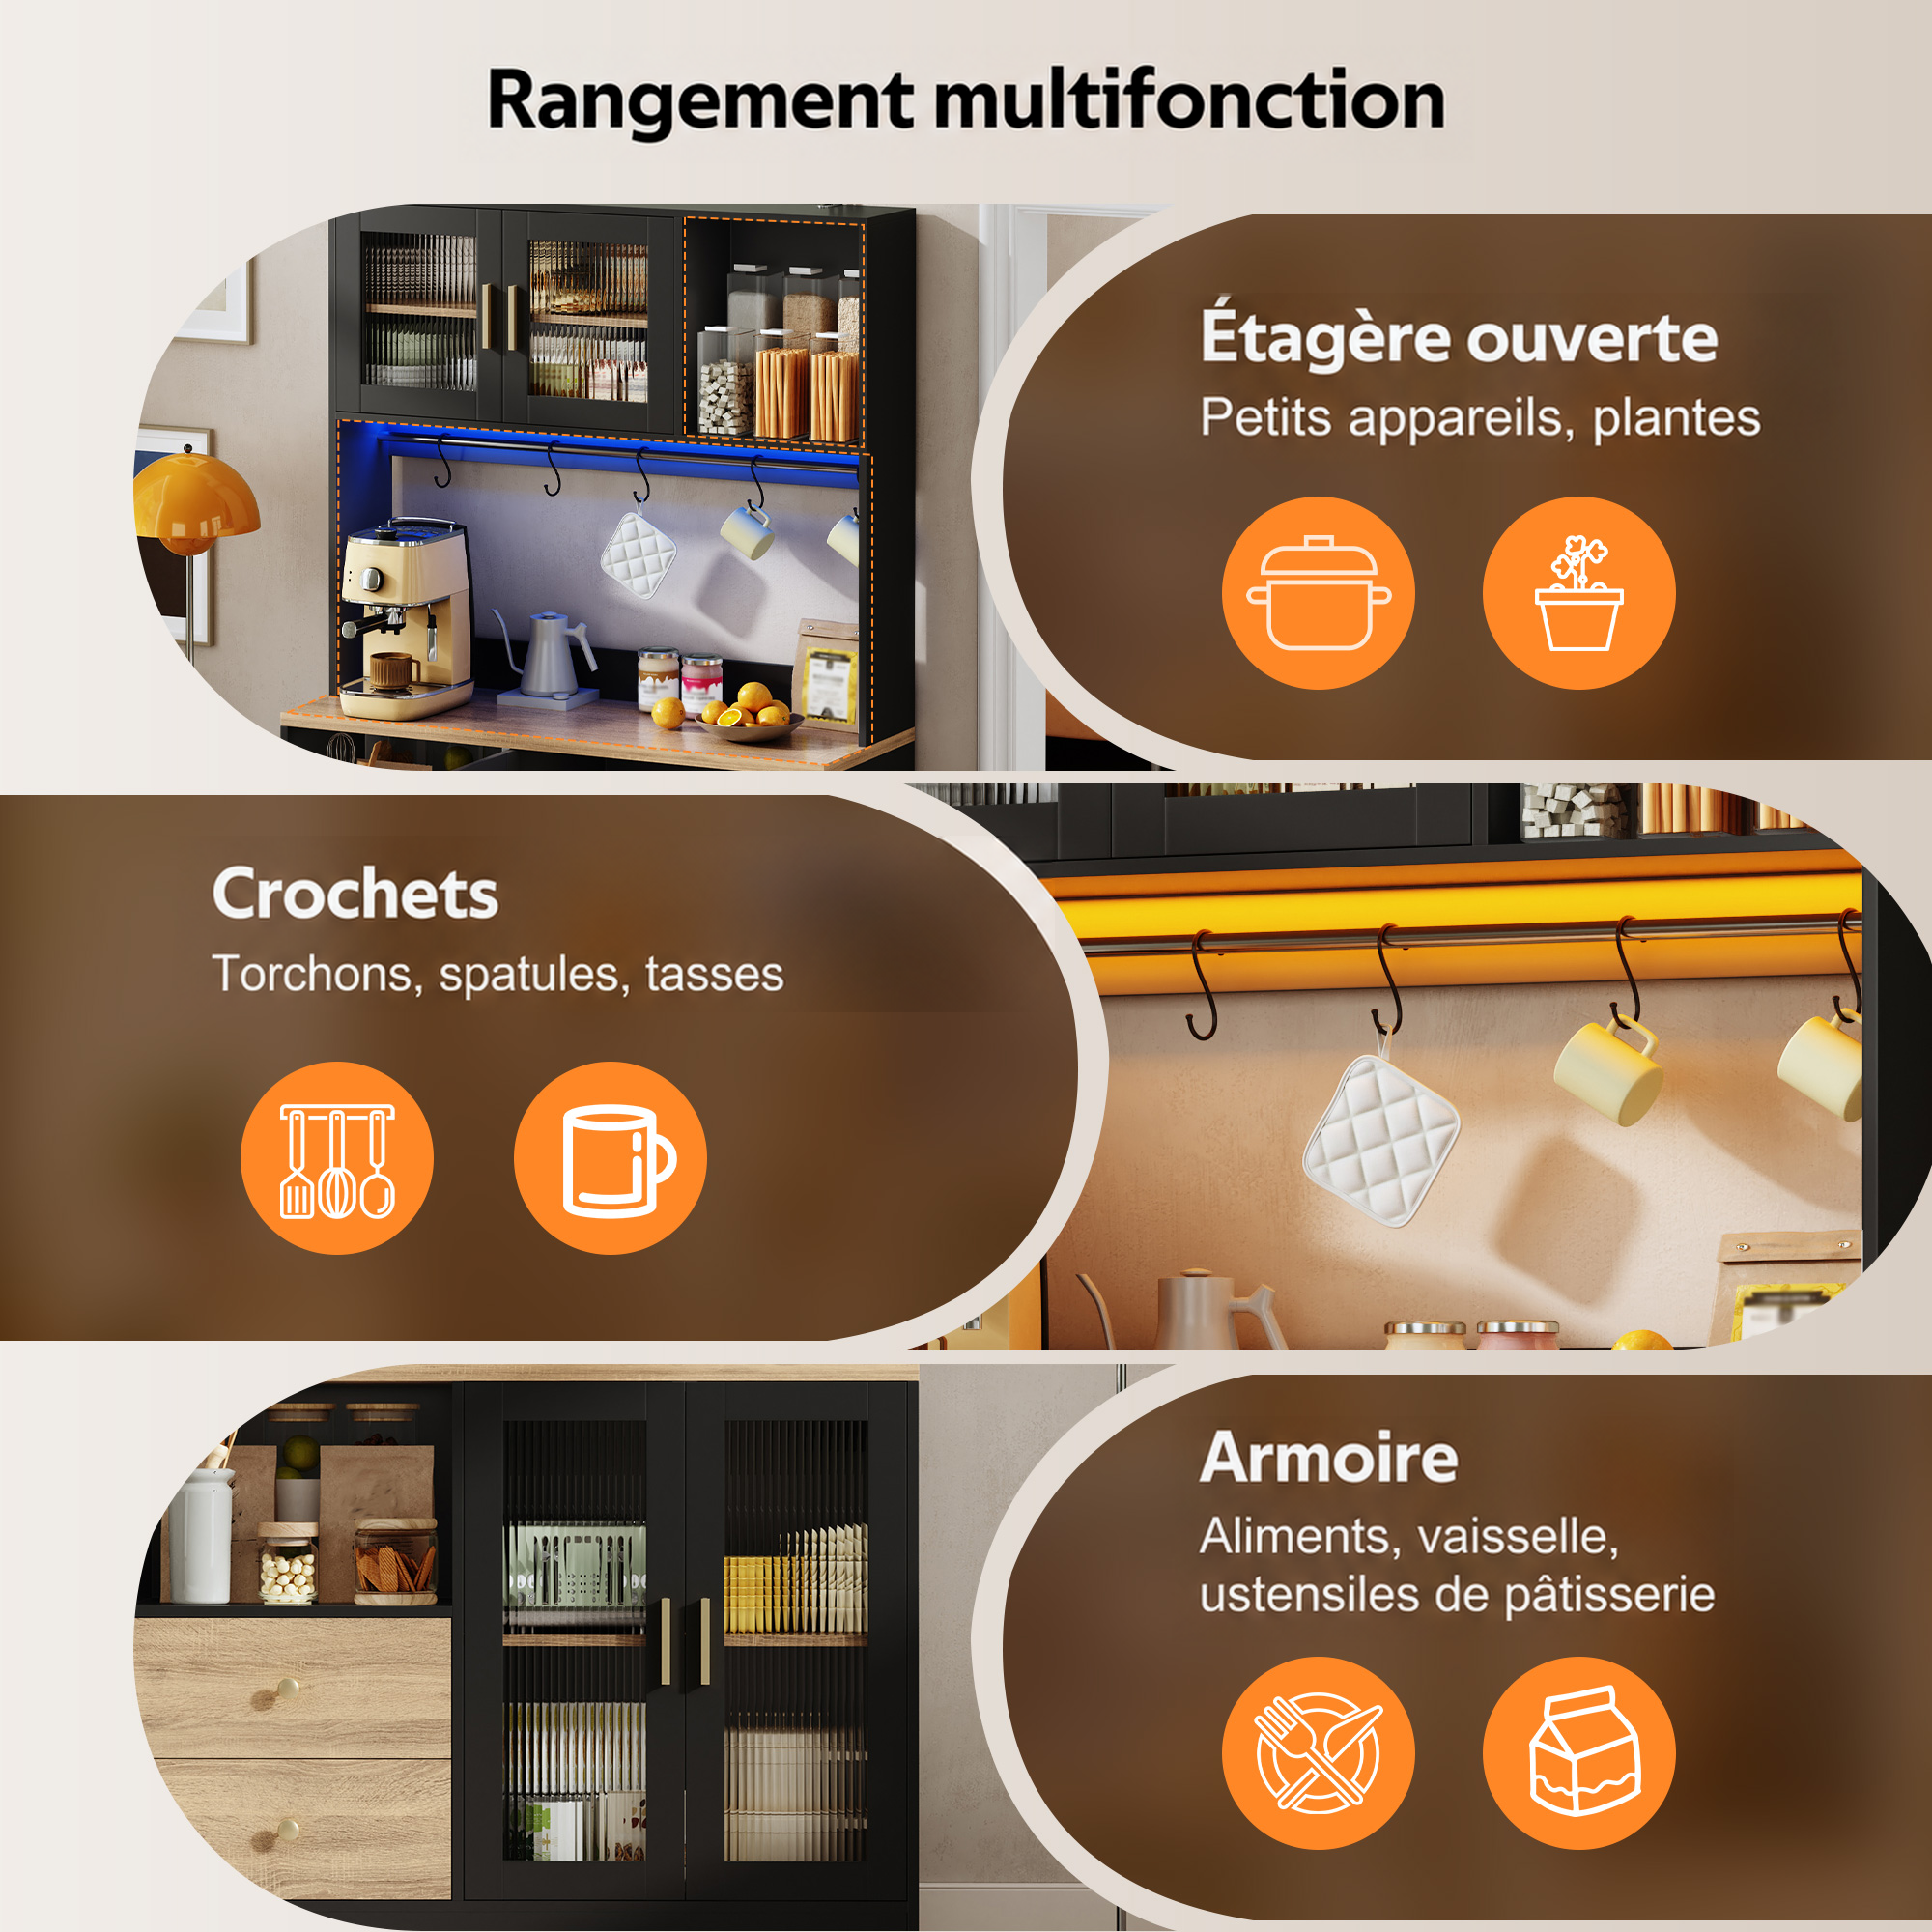 Rangement multifonction
Étagère ouverte
Petits appareils, plantes
Crochets
Torchons, spatules, tasses
Armoire
Aliments, vaisselle,
ustensiles de pâtisserie